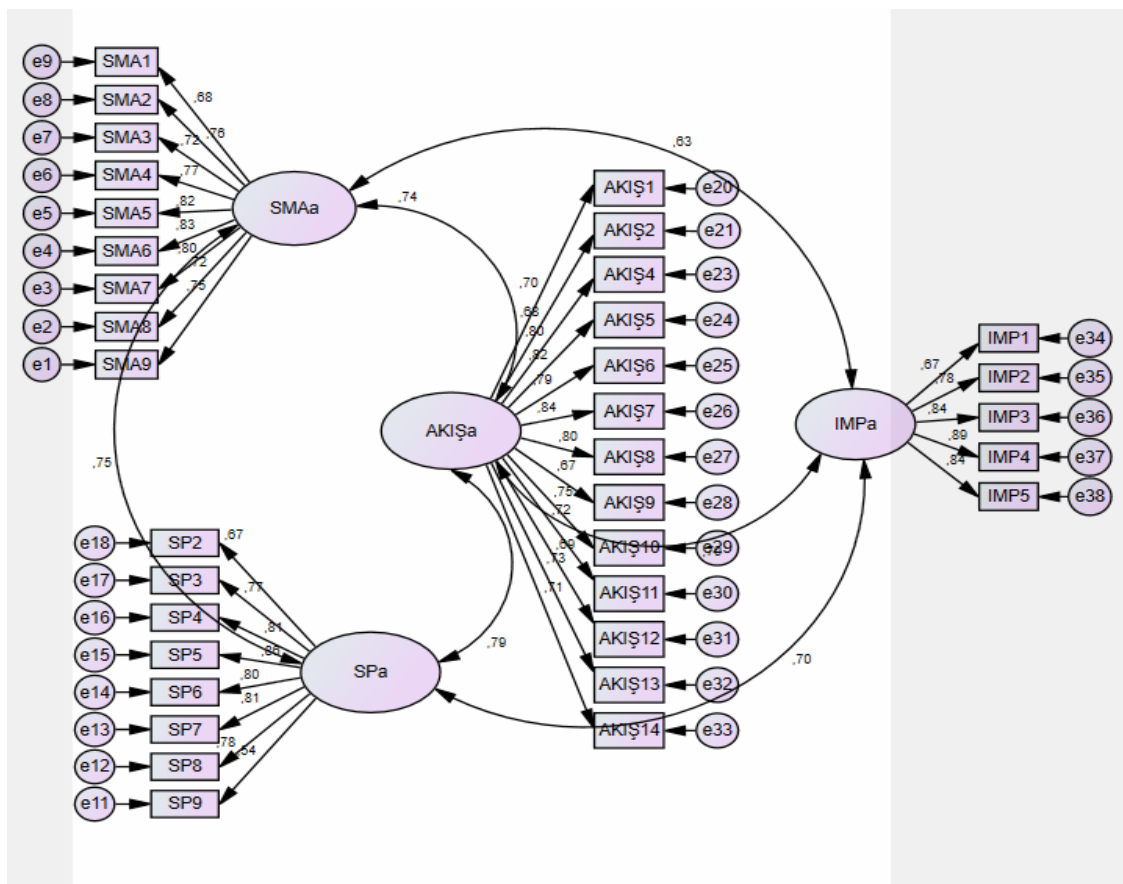 e9 SMA1
e8 SMA2
e7 SMA3
e6 SMA4
e5 SMA5
e4 SMA6
e3 SMA7
e2 SMA8
e1 SMA9
,68
,76
,72
,77
,82
,83
,80
,72
,75
SMAa
,74
,63
,75
AKIŞ1 e20
AKIŞ2 e21
AKIŞ4 e23
AKIŞ5 e24
AKIŞ6 e25
AKIŞ7 e26
AKIŞ8 e27
AKIŞ9 e28
AKIŞ10 e29
AKIŞ11 e30
AKIŞ12 e31
AKIŞ13 e32
AKIŞ14 e33
,70
,68
,80
,82
,79
,84
,80
,67
,75
,72
,69
,73
,71
AKIŞa
,79
IMPa
,70
IMP1 e34
IMP2 e35
IMP3 e36
IMP4 e37
IMP5 e38
,67
,78
,84
,89
,84
e18 SP2
e17 SP3
e16 SP4
e15 SP5
e14 SP6
e13 SP7
e12 SP8
e11 SP9
,67
,77
,81
,80
,81
,78
,54
SPa